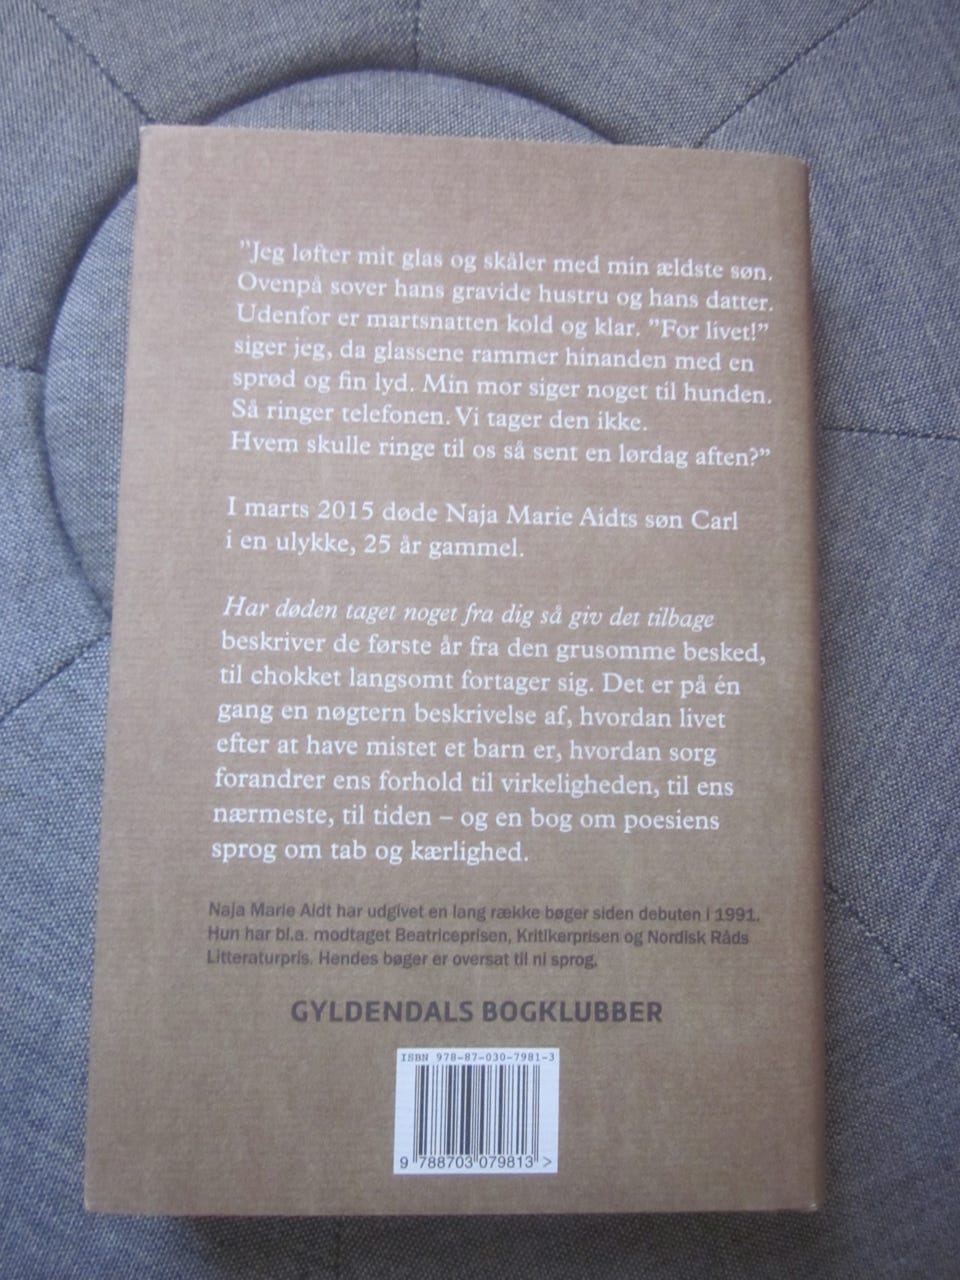 "Jeg løfter mit glas og skåler med min ældste søn.
Ovenpå sover hans gravide hustru og hans datter.
Udenfor er martsnatten kold og klar. "For livet!"
siger jeg, da glassene rammer hinanden med en
sprød og fin lyd. Min mor siger noget til hunden.
Så ringer telefonen. Vi tager den ikke.
Hvem skulle ringe til os så sent en lørdag aften?"
I marts 2015 døde Naja Marie Aidts søn Carl
i en ulykke, 25 år gammel.
Har døden taget noget fra dig så giv det tilbage
beskriver de første år fra den grusomme besked,
til chokket langsomt fortager sig. Det er på én
gang en nøgtern beskrivelse af, hvordan livet
efter at have mistet et barn er, hvordan sorg
forandrer ens forhold til virkeligheden, til ens
nærmeste, til tiden – og en bog om poesiens
sprog om tab og kærlighed.
Naja Marie Aidt har udgivet en lang række bøger siden debuten i 1991.
Hun har bl.a. modtaget Beatriceprisen, Kritikerprisen og Nordisk Råds
Litteraturpris. Hendes bøger er oversat til ni sprog.
GYLDENDALS BOGKLUBBER
ISBN 978-87-030-7981-3
9 788703 079813 >